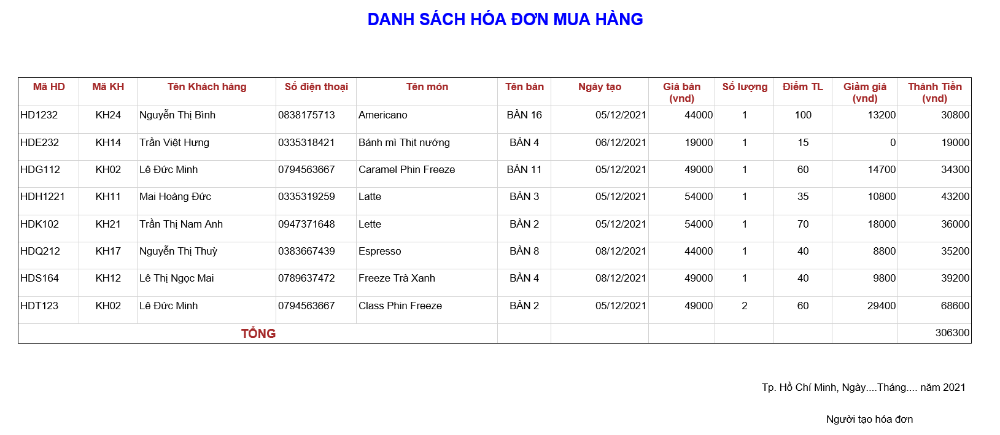 DANH SÁCH HÓA ĐƠN MUA HÀNG
Mã HD Mã KH Tên Khách hàng Số điện thoại Tên món Tên bàn Ngày tạo Giá bán (vnd) Số lượng Điểm TL Giảm giá (vnd) Thành Tiền (vnd)
HD1232 KH24 Nguyễn Thị Bình 0838175713 Americano BÀN 16 05/12/2021 44000 1 100 13200 30800
HDE232 KH14 Trần Việt Hưng 0335318421 Bánh mì Thịt nướng BÀN 4 06/12/2021 19000 1 15 0 19000
HDG112 KH02 Lê Đức Minh 0794563667 Caramel Phin Freeze BÀN 11 05/12/2021 49000 1 60 14700 34300
HDH1221 KH11 Mai Hoàng Đức 0335319259 Latte BÀN 3 05/12/2021 54000 1 35 10800 43200
HDK102 KH21 Trần Thị Nam Anh 0947371648 Lette BÀN 2 05/12/2021 54000 1 70 18000 36000
HDQ212 KH17 Nguyễn Thị Thuỳ 0383667439 Espresso BÀN 8 08/12/2021 44000 1 40 8800 35200
HDS164 KH12 Lê Thị Ngọc Mai 0789637472 Freeze Trà Xanh BÀN 4 08/12/2021 49000 1 40 9800 39200
HDT123 KH02 Lê Đức Minh 0794563667 Class Phin Freeze BÀN 2 05/12/2021 49000 2 60 29400 68600
TỔNG 306300
Tp. Hồ Chí Minh, Ngày....Tháng.... năm 2021
Người tạo hóa đơn